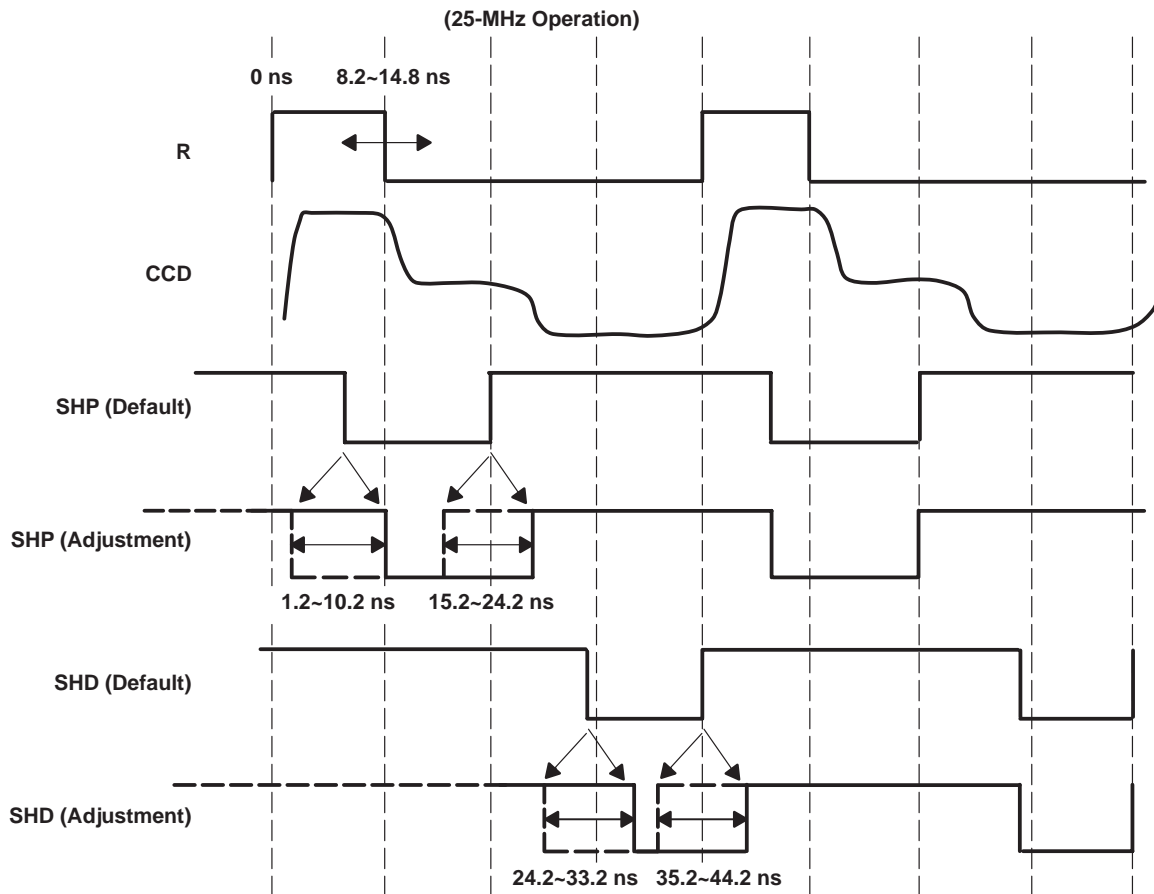 (25-MHz Operation)
0 ns
8.2~14.8 ns
R
CCD
SHP (Default)
SHP (Adjustment)
1.2~10.2 ns
15.2~24.2 ns
SHD (Default)
SHD (Adjustment)
24.2~33.2 ns
35.2~44.2 ns